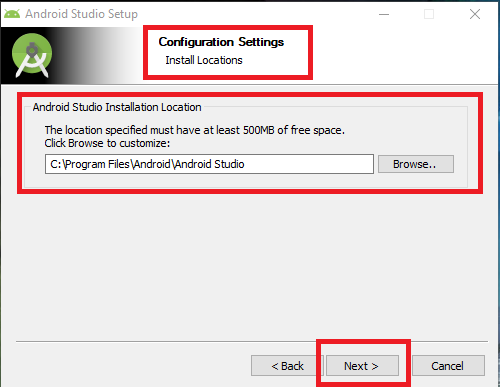 Android Studio Setup
Configuration Settings
Install Locations
Android Studio Installation Location
The location specified must have at least 500MB of free space.
Click Browse to customize:
C:\Program Files\Android\Android Studio
Browse..
< Back
Next >
Cancel